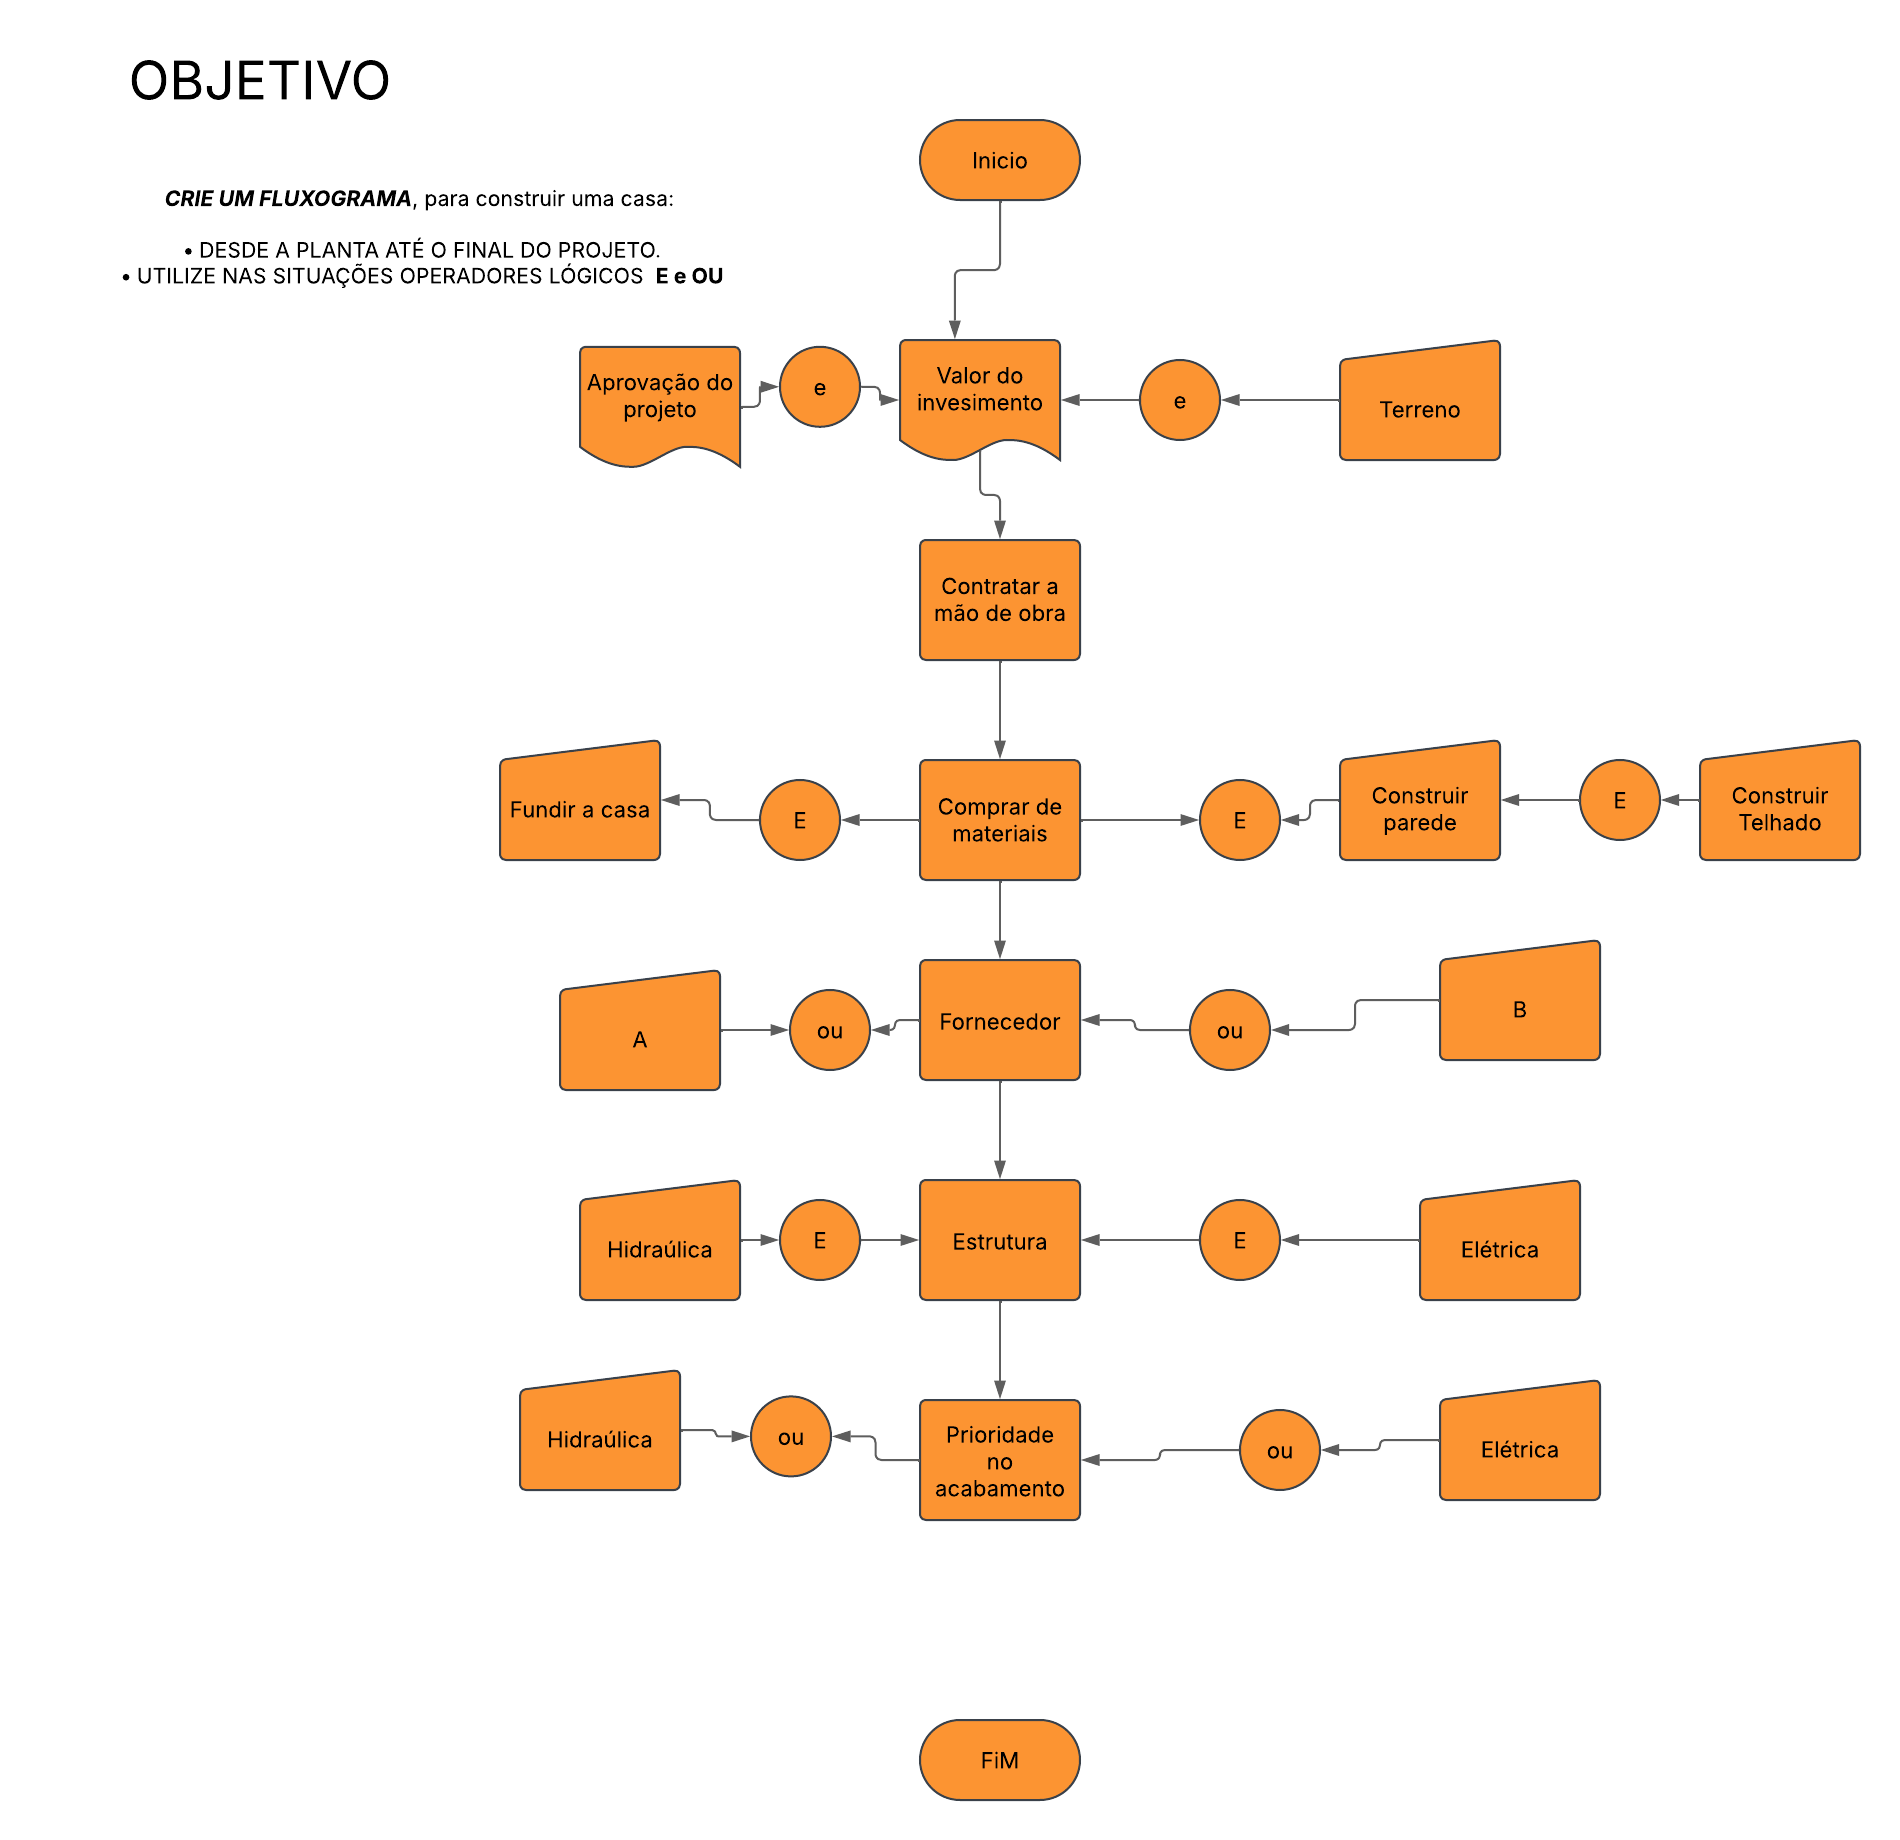 OBJETIVO
Inicio
CRIE UM FLUXOGRAMA, para construir uma casa:
• DESDE A PLANTA ATÉ O FINAL DO PROJETO.
• UTILIZE NAS SITUAÇÕES OPERADORES LÓGICOS  E e OU
Aprovação do
projeto
e
Valor do
invesimento
e
Terreno
Contratar a
mão de obra
Fundir a casa
E
Comprar de
materiais
E
Construir
parede
E
Construir
Telhado
A
ou
Fornecedor
ou
B
Hidraúlica
E
Estrutura
E
Elétrica
Hidraúlica
ou
Prioridade
no
acabamento
ou
Elétrica
FiM